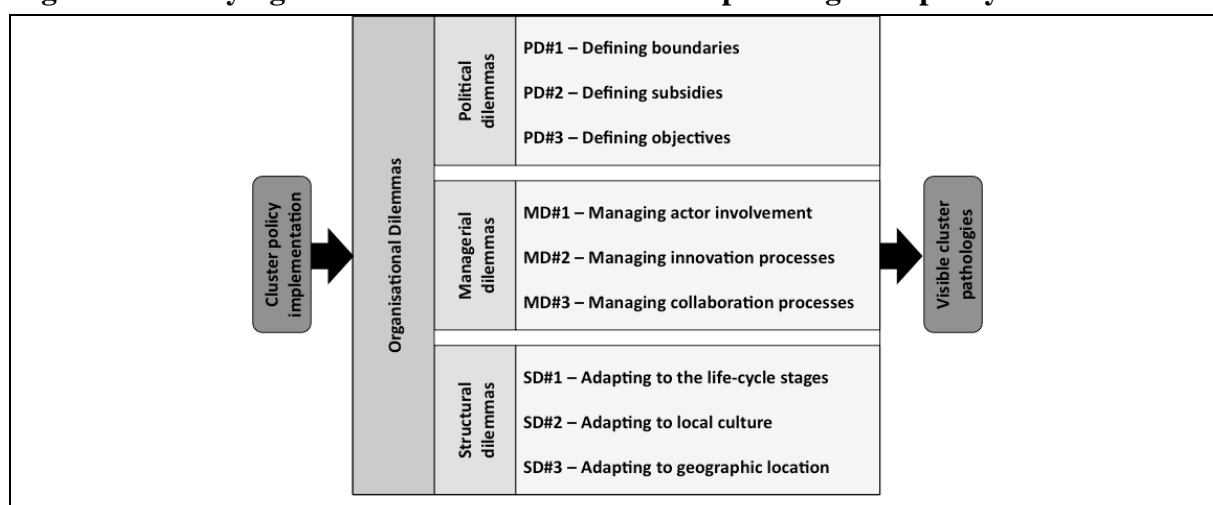 Cluster policy
implementation
Organisational Dilemmas
Political
dilemmas
PD#1 – Defining boundaries
PD#2 – Defining subsidies
PD#3 – Defining objectives
Managerial
dilemmas
MD#1 – Managing actor involvement
MD#2 – Managing innovation processes
MD#3 – Managing collaboration processes
Structural
dilemmas
SD#1 – Adapting to the life-cycle stages
SD#2 – Adapting to local culture
SD#3 – Adapting to geographic location
Visible cluster
pathologies